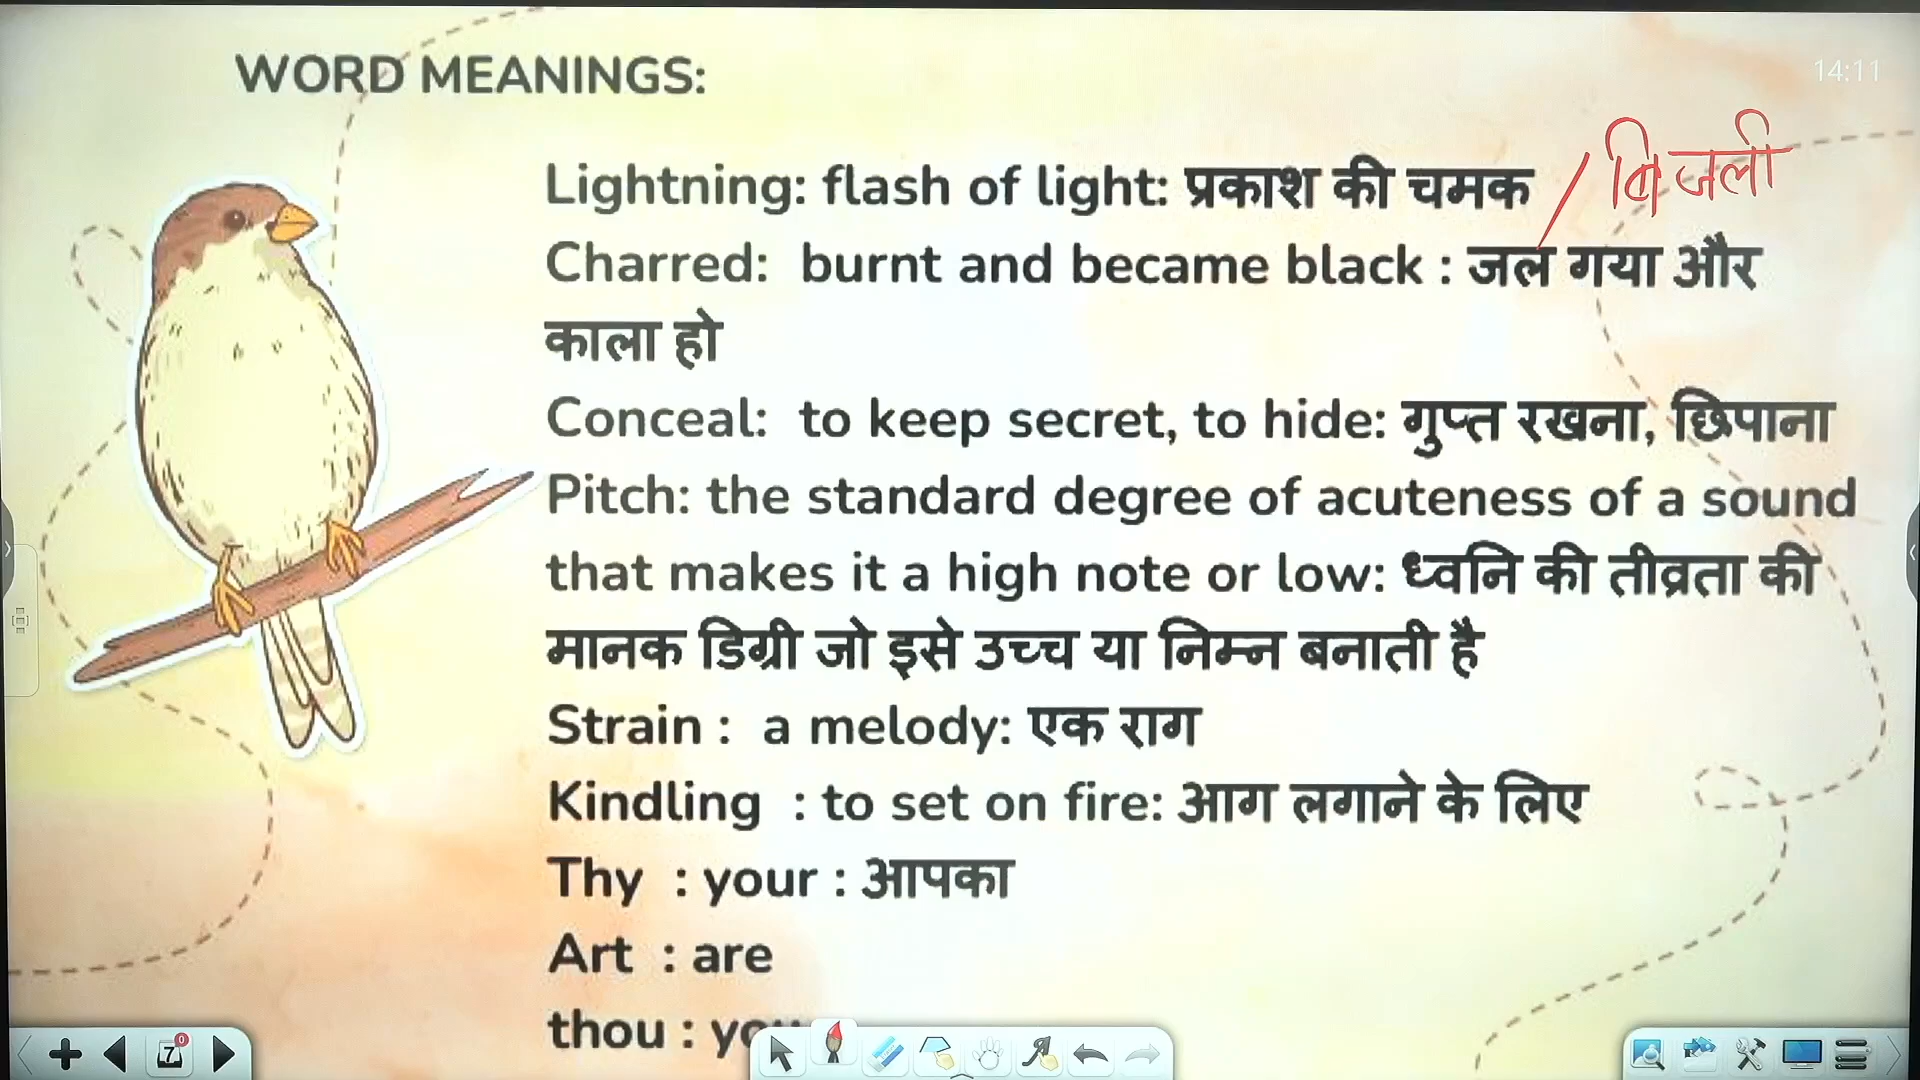 WORD MEANINGS:
14:11
Lightning: flash of light: प्रकाश की चमक / बिजली
Charred: burnt and became black : जल गया और
काला हो
Conceal: to keep secret, to hide: गुप्त रखना, छिपाना
Pitch: the standard degree of acuteness of a sound
that makes it a high note or low: ध्वनि की तीव्रता की
मानक डिग्री जो इसे उच्च या निम्न बनाती है
Strain : a melody: एक राग
Kindling : to set on fire: आग लगाने के लिए
Thy : your : आपका
Art : are
thou :
7
0